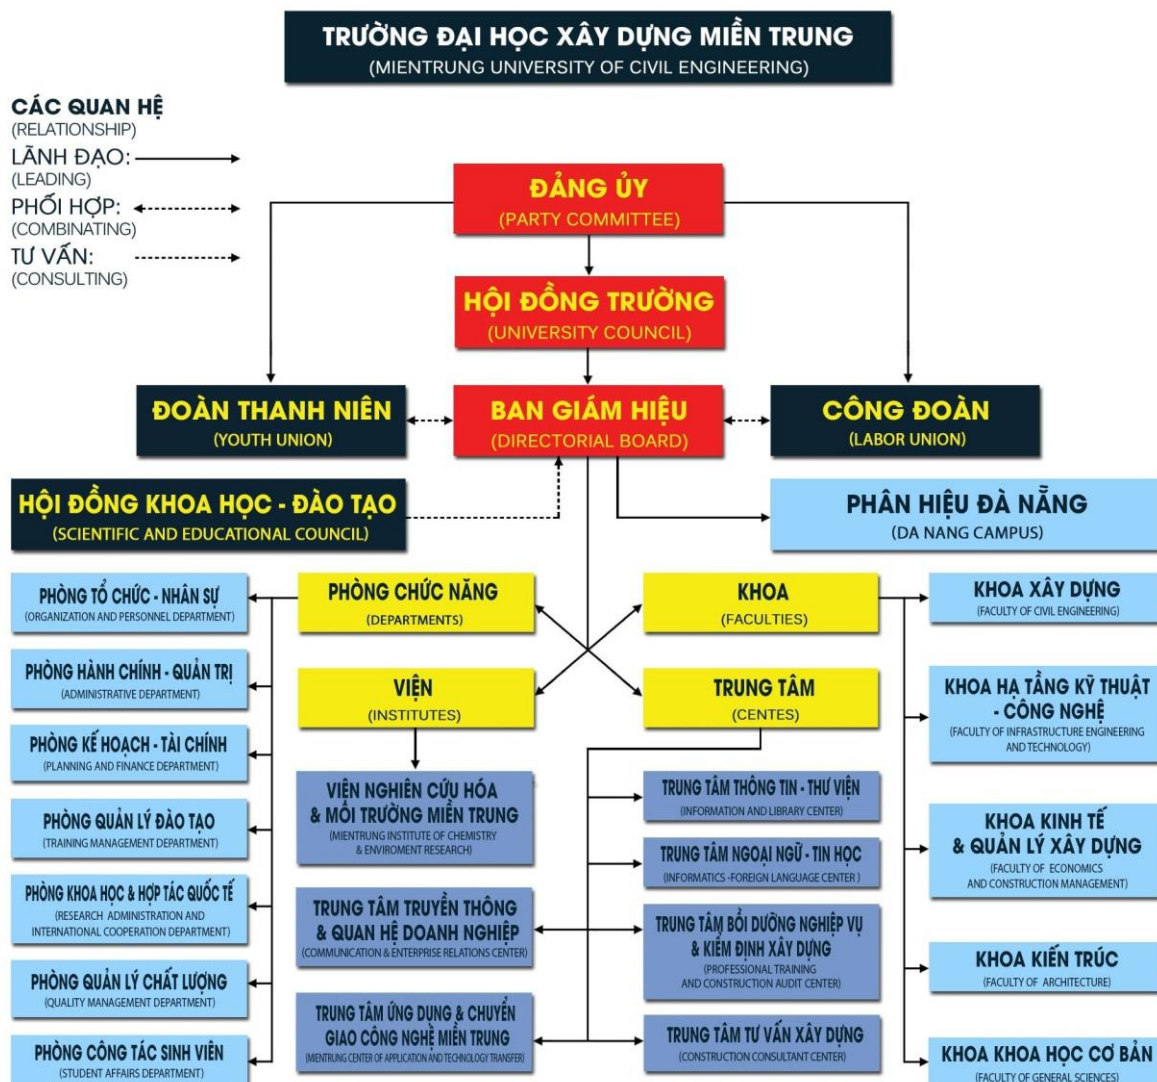 TRƯỜNG ĐẠI HỌC XÂY DỰNG MIỀN TRUNG
(MIENTRUNG UNIVERSITY OF CIVIL ENGINEERING)
CÁC QUAN HỆ
(RELATIONSHIP)
LÃNH ĐẠO:
(LEADING)
PHỐI HỢP:
(COMBINATING)
TƯ VẤN:
(CONSULTING)
ĐẢNG ỦY
(PARTY COMMITTEE)
HỘI ĐỒNG TRƯỜNG
(UNIVERSITY COUNCIL)
ĐOÀN THANH NIÊN
(YOUTH UNION)
BAN GIÁM HIỆU
(DIRECTORIAL BOARD)
CÔNG ĐOÀN
(LABOR UNION)
HỘI ĐỒNG KHOA HỌC - ĐÀO TẠO
(SCIENTIFIC AND EDUCATIONAL COUNCIL)
PHÂN HIỆU ĐÀ NẴNG
(DA NANG CAMPUS)
PHÒNG CHỨC NĂNG
(DEPARTMENTS)
KHOA
(FACULTIES)
VIỆN
(INSTITUTES)
TRUNG TÂM
(CENTES)
PHÒNG TỔ CHỨC - NHÂN SỰ
(ORGANIZATION AND PERSONNEL DEPARTMENT)
PHÒNG HÀNH CHÍNH - QUẢN TRỊ
(ADMINISTRATIVE DEPARTMENT)
PHÒNG KẾ HOẠCH - TÀI CHÍNH
(PLANNING AND FINANCE DEPARTMENT)
PHÒNG QUẢN LÝ ĐÀO TẠO
(TRAINING MANAGEMENT DEPARTMENT)
PHÒNG KHOA HỌC & HỢP TÁC QUỐC TẾ
(RESEARCH ADMINISTRATION AND
INTERNATIONAL COOPERATION DEPARTMENT)
PHÒNG QUẢN LÝ CHẤT LƯỢNG
(QUALITY MANAGEMENT DEPARTMENT)
PHÒNG CÔNG TÁC SINH VIÊN
(STUDENT AFFAIRS DEPARTMENT)
VIỆN NGHIÊN CỨU HÓA
& MÔI TRƯỜNG MIỀN TRUNG
(MIENTRUNG INSTITUTE OF CHEMISTRY
& ENVIROMENT RESEARCH)
TRUNG TÂM TRUYỀN THÔNG
& QUAN HỆ DOANH NGHIỆP
(COMMUNICATION & ENTERPRISE RELATIONS CENTER)
TRUNG TÂM ỨNG DỤNG & CHUYỂN
GIAO CÔNG NGHỆ MIỀN TRUNG
(MIENTRUNG CENTER OF APPLICATION AND TECHNOLOGY TRANSFER)
TRUNG TÂM THÔNG TIN - THƯ VIỆN
(INFORMATION AND LIBRARY CENTER)
TRUNG TÂM NGOẠI NGỮ - TIN HỌC
(INFORMATICS -FOREIGN LANGUAGE CENTER )
TRUNG TÂM BỒI DƯỠNG NGHIỆP VỤ
& KIỂM ĐỊNH XÂY DỰNG
(PROFESSIONAL TRAINING
AND CONSTRUCTION AUDIT CENTER)
TRUNG TÂM TƯ VẤN XÂY DỰNG
(CONSTRUCTION CONSULTANT CENTER)
KHOA XÂY DỰNG
(FACULTY OF CIVIL ENGINEERING)
KHOA HẠ TẦNG KỸ THUẬT
- CÔNG NGHỆ
(FACULTY OF INFRASTRUCTURE ENGINEERING
AND TECHNOLOGY)
KHOA KINH TẾ
& QUẢN LÝ XÂY DỰNG
(FACULTY OF ECONOMICS
AND CONSTRUCTION MANAGEMENT)
KHOA KIẾN TRÚC
(FACULTY OF ARCHITECTURE)
KHOA KHOA HỌC CƠ BẢN
(FACULTY OF GENERAL SCIENCES)